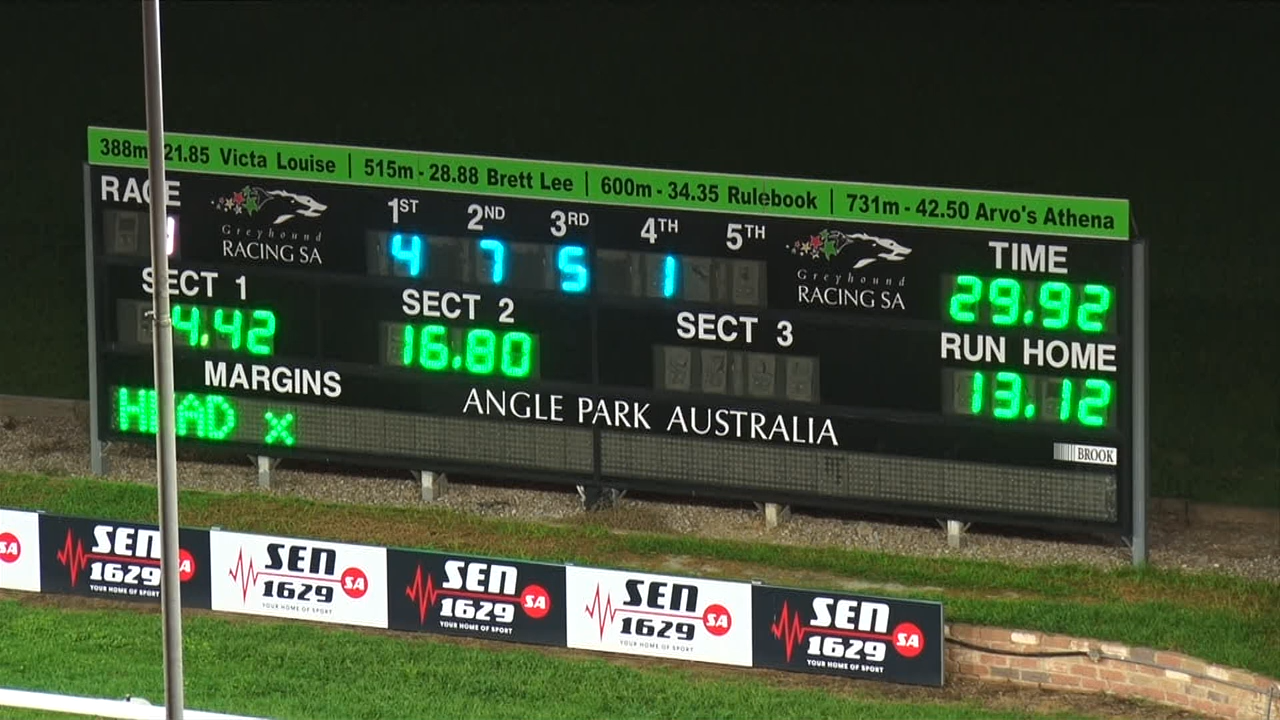 388m 21.85 Victa Louise | 515m - 28.88 Brett Lee | 600m - 34.35 Rulebook | 731m - 42.50 Arvo's Athena
RACE
Greyhound
RACING SA
1ST 2ND 3RD 4TH 5TH
4 7 5 1
Greyhound
RACING SA
TIME
29.92
SECT 1
4.42
SECT 2
16.80
SECT 3
RUN HOME
13.12
MARGINS
HEAD x
ANGLE PARK AUSTRALIA
BROOK
SA
SEN
1629 SA
YOUR HOME OF SPORT
SEN
1629 SA
YOUR HOME OF SPORT
SEN
1629 SA
YOUR HOME OF SPORT
SEN
1629 SA
YOUR HOME OF SPORT
SEN
1629 SA
YOUR HOME OF SPORT